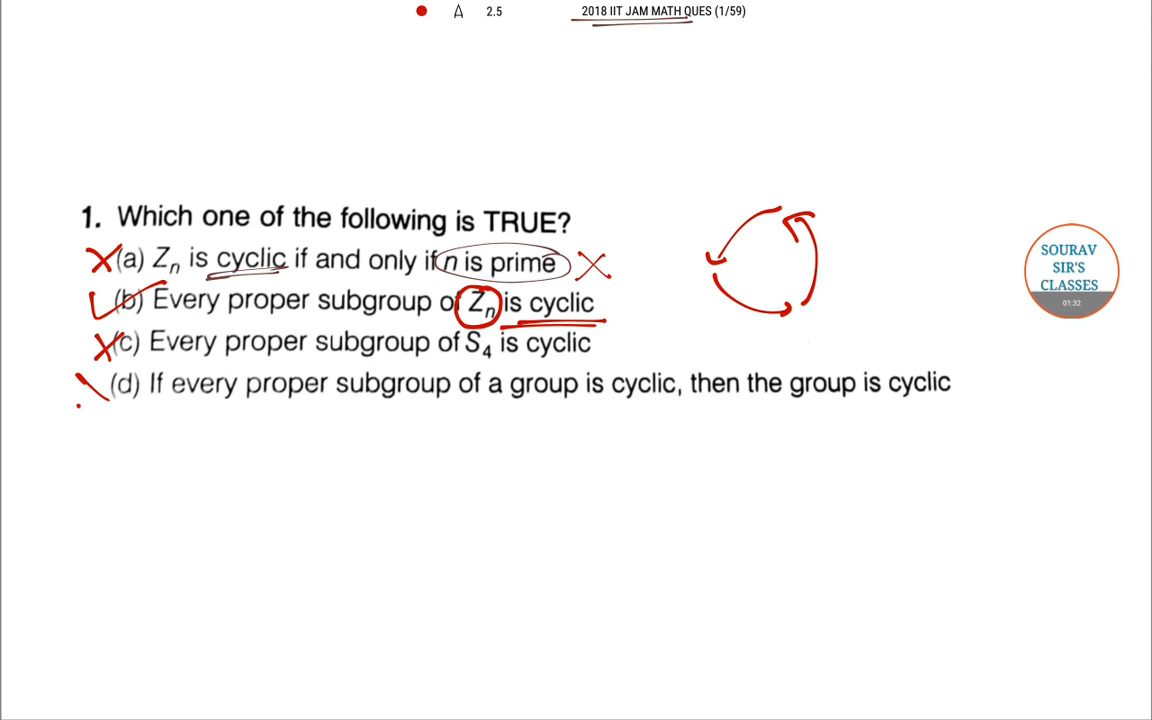 2.5 2018 IIT JAM MATH QUES (1/59)
1. Which one of the following is TRUE?
(a) Zn is cyclic if and only if n is prime
(b) Every proper subgroup of Zn is cyclic
(c) Every proper subgroup of S4 is cyclic
(d) If every proper subgroup of a group is cyclic, then the group is cyclic
SOURAV
SIR'S
CLASSES
01:32